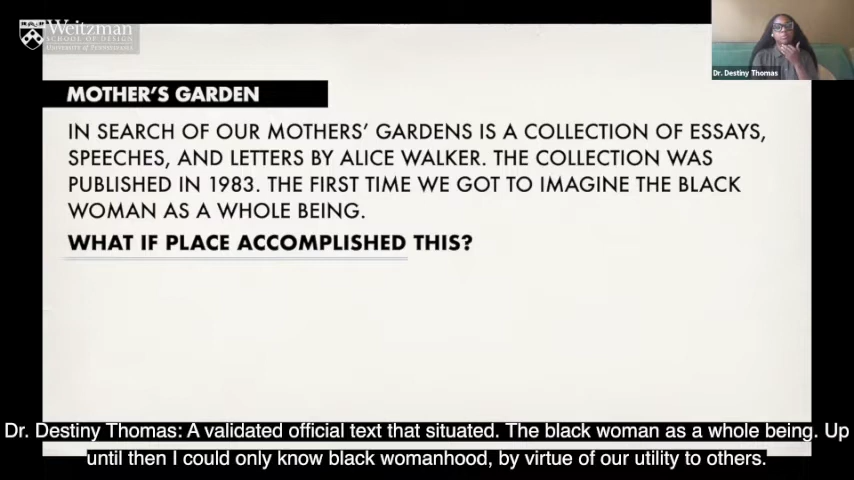 Weitzman
SCHOOL OF DESIGN
University of Pennsylvania
Dr. Destiny Thomas
MOTHER'S GARDEN
IN SEARCH OF OUR MOTHERS' GARDENS IS A COLLECTION OF ESSAYS,
SPEECHES, AND LETTERS BY ALICE WALKER. THE COLLECTION WAS
PUBLISHED IN 1983. THE FIRST TIME WE GOT TO IMAGINE THE BLACK
WOMAN AS A WHOLE BEING.
WHAT IF PLACE ACCOMPLISHED THIS?
Dr. Destiny Thomas: A validated official text that situated. The black woman as a whole being. Up
until then I could only know black womanhood, by virtue of our utility to others.